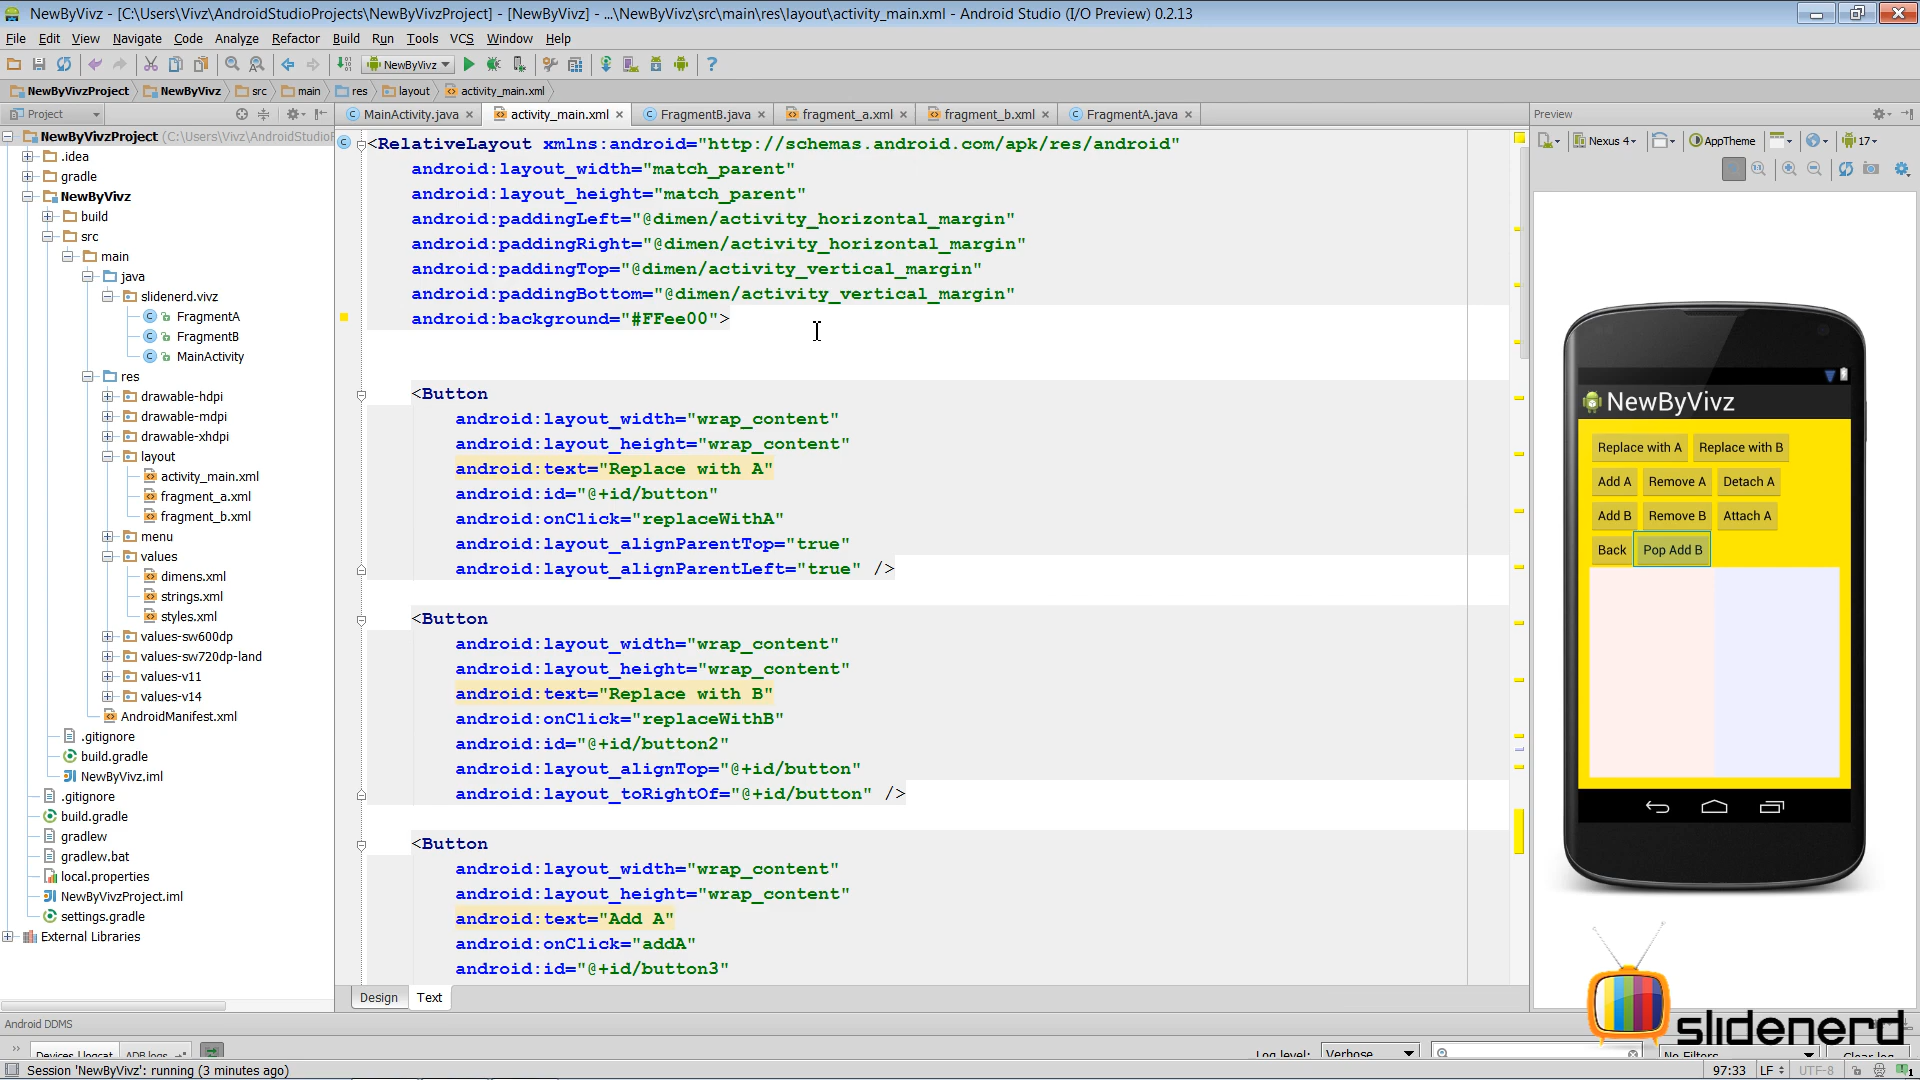 NewByVivz - [C:\Users\Vivz\AndroidStudioProjects\NewByVivzProject] - [NewByVivz] - ...\NewByVivz\src\main\res\layout\activity_main.xml - Android Studio (I/O Preview) 0.2.13
File Edit View Navigate Code Analyze Refactor Build Run Tools VCS Window Help
NewByVivz
NewByVivzProject NewByVivz src main res layout activity_main.xml
Project
MainActivity.java activity_main.xml FragmentB.java fragment_a.xml fragment_b.xml FragmentA.java
Preview
Nexus 4 AppTheme 17
NewByVivzProject (C:\Users\Vivz\AndroidStudioF
.idea
gradle
NewByVivz
build
src
main
java
slidenerd.vivz
FragmentA
FragmentB
MainActivity
res
drawable-hdpi
drawable-mdpi
drawable-xhdpi
layout
activity_main.xml
fragment_a.xml
fragment_b.xml
menu
values
dimens.xml
strings.xml
styles.xml
values-sw600dp
values-sw720dp-land
values-v11
values-v14
AndroidManifest.xml
.gitignore
build.gradle
NewByVivz.iml
.gitignore
build.gradle
gradlew
gradlew.bat
local.properties
NewByVivzProject.iml
settings.gradle
External Libraries
<RelativeLayout xmlns:android="http://schemas.android.com/apk/res/android"
android:layout_width="match_parent"
android:layout_height="match_parent"
android:paddingLeft="@dimen/activity_horizontal_margin"
android:paddingRight="@dimen/activity_horizontal_margin"
android:paddingTop="@dimen/activity_vertical_margin"
android:paddingBottom="@dimen/activity_vertical_margin"
android:background="#FFee00">
<Button
android:layout_width="wrap_content"
android:layout_height="wrap_content"
android:text="Replace with A"
android:id="@+id/button"
android:onClick="replaceWithA"
android:layout_alignParentTop="true"
android:layout_alignParentLeft="true" />
<Button
android:layout_width="wrap_content"
android:layout_height="wrap_content"
android:text="Replace with B"
android:onClick="replaceWithB"
android:id="@+id/button2"
android:layout_alignTop="@+id/button"
android:layout_toRightOf="@+id/button" />
<Button
android:layout_width="wrap_content"
android:layout_height="wrap_content"
android:text="Add A"
android:onClick="addA"
android:id="@+id/button3"
Design Text
NewByVivz
Replace with A Replace with B
Add A Remove A Detach A
Add B Remove B Attach A
Back Pop Add B
slidenerd
Android DDMS
Devices | logcat ADB logs
Log level: Verbose No Filters Clear log
Session 'NewByVivz': running (3 minutes ago)
97:33 LF UTF-8 1